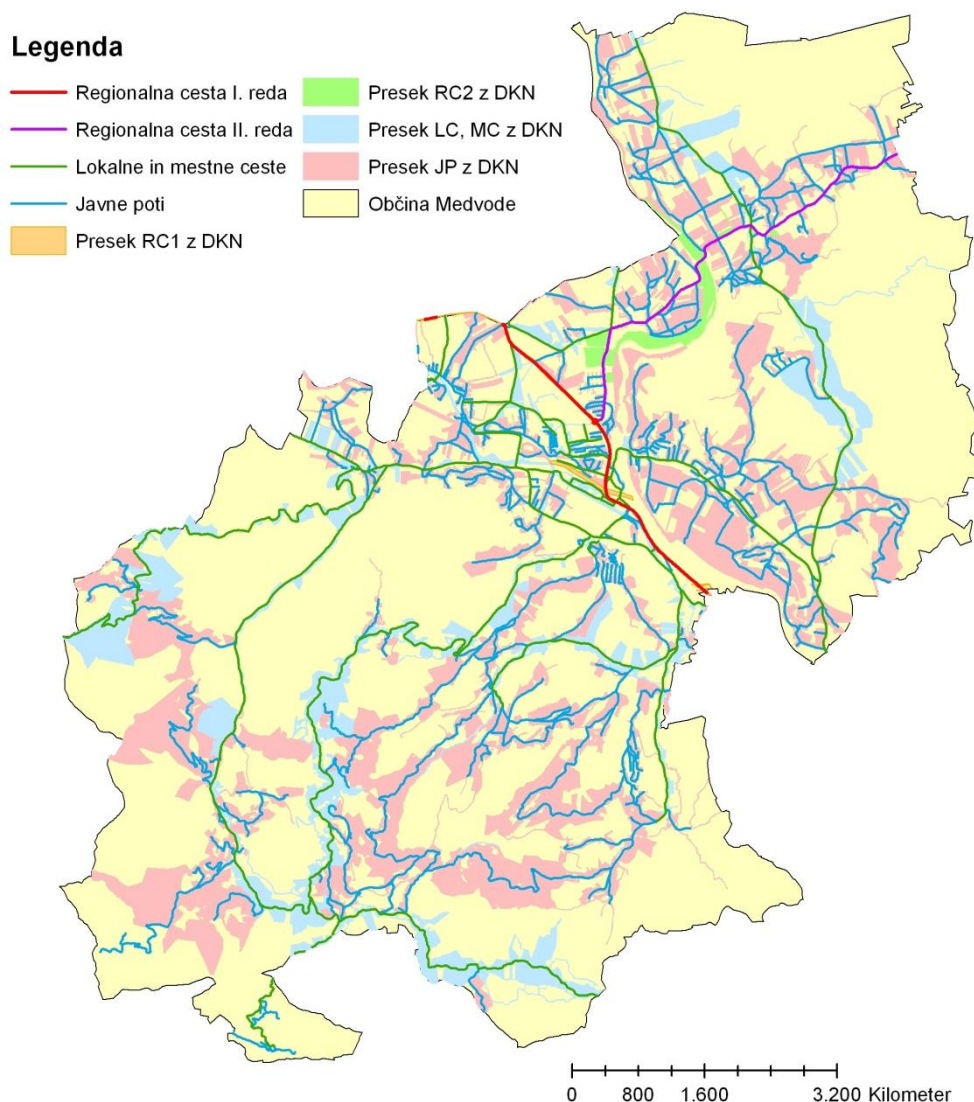 Legenda
Regionalna cesta I. reda
Regionalna cesta II. reda
Lokalne in mestne ceste
Javne poti
Presek RC1 z DKN
Presek RC2 z DKN
Presek LC, MC z DKN
Presek JP z DKN
Občina Medvode
0 800 1.600 3.200 Kilometer